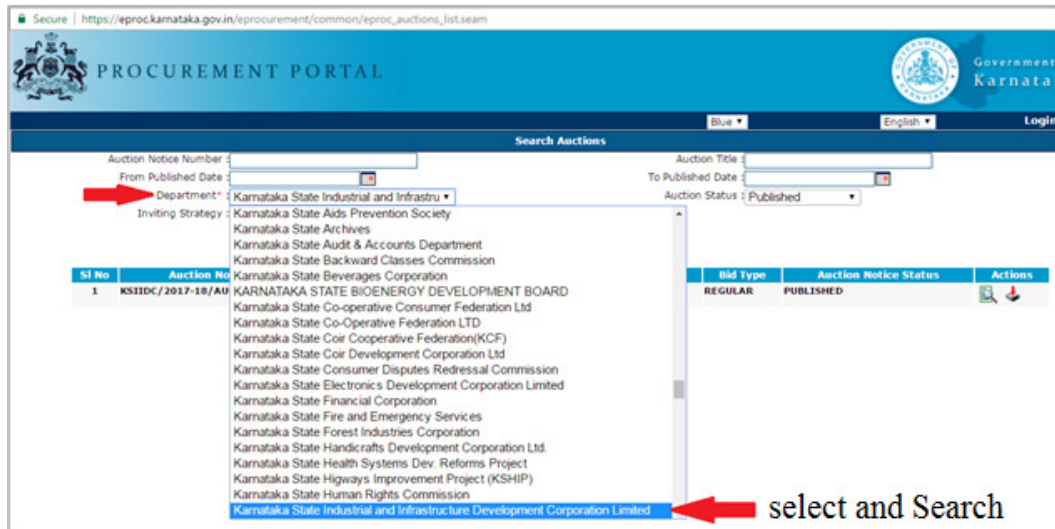 Secure | https://eproc.karnataka.gov.in/eprocurement/common/eproc_auctions_list.seam
PROCUREMENT PORTAL
GOVERNMENT OF KARNATAKA
Government
Karnata
Blue English Login
Search Auctions
Auction Notice Number : Auction Title :
From Published Date : To Published Date :
Department* : Karnataka State Industrial and Infrastru Auction Status : Published
Inviting Strategy : Karnataka State Aids Prevention Society
Karnataka State Archives
Karnataka State Audit & Accounts Department
Karnataka State Backward Classes Commission
Sl No Auction No Karnataka State Beverages Corporation Bid Type Auction Notice Status Actions
1 KSIIDC/2017-18/AU KARNATAKA STATE BIOENERGY DEVELOPMENT BOARD REGULAR PUBLISHED
Karnataka State Co-operative Consumer Federation Ltd
Karnataka State Co-Operative Federation LTD
Karnataka State Coir Cooperative Federation(KCF)
Karnataka State Coir Development Corporation Ltd
Karnataka State Consumer Disputes Redressal Commission
Karnataka State Electronics Development Corporation Limited
Karnataka State Financial Corporation
Karnataka State Fire and Emergency Services
Karnataka State Forest Industries Corporation
Karnataka State Handicrafts Development Corporation Ltd.
Karnataka State Health Systems Dev. Reforms Project
Karnataka State Higways Improvement Project (KSHIP)
Karnataka State Human Rights Commission
Karnataka State Industrial and Infrastructure Development Corporation Limited select and Search